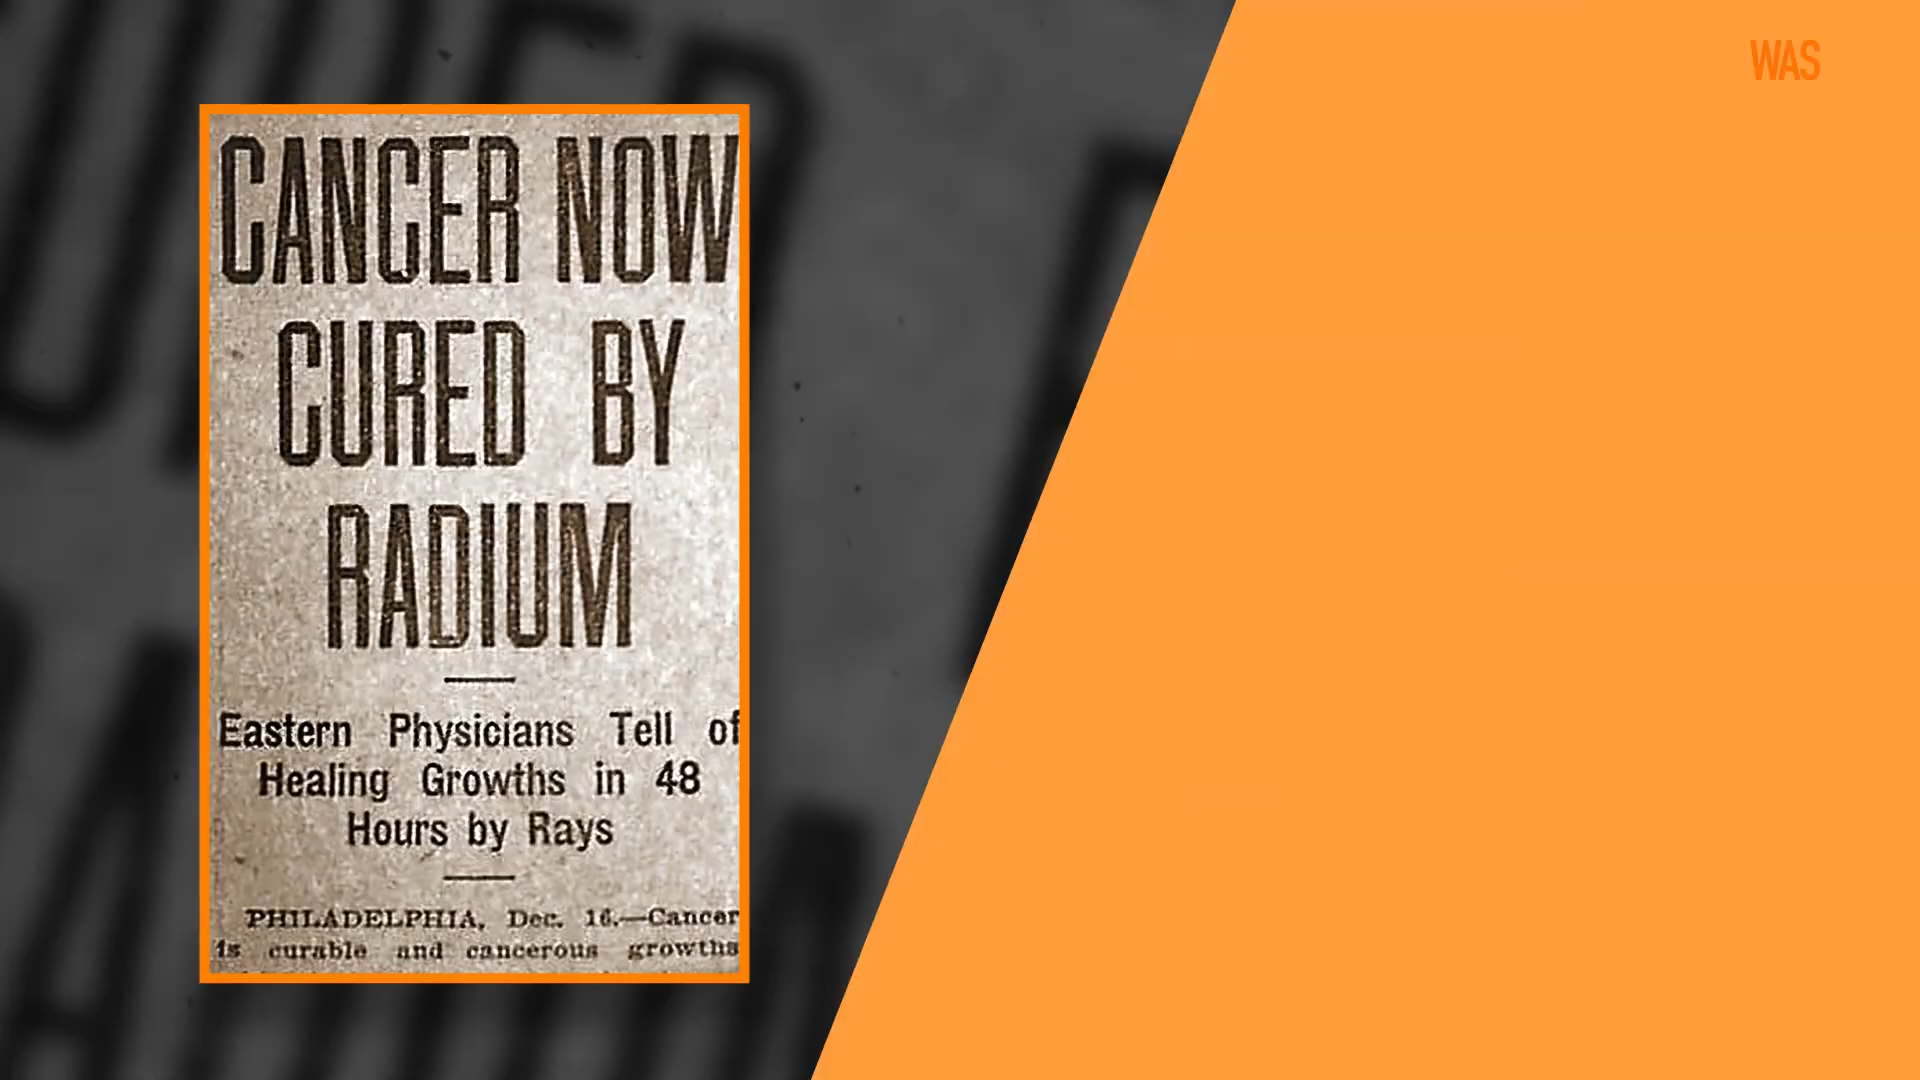 CANCER NOW
CURED BY
RADIUM
Eastern Physicians Tell of
Healing Growths in 48
Hours by Rays
PHILADELPHIA, Dec. 16.—Cancer
is curable and cancerous growths
WAS